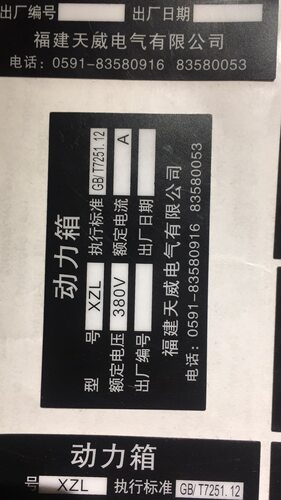 出厂编号 出厂日期
福建天威电气有限公司
电话：0591-83580916 83580053
动力箱
型 号 XZL 执行标准 GB/T7251.12
额定电压 380V 额定电流 A
出厂编号 出厂日期
福建天威电气有限公司
电话：0591-83580916 83580053
动力箱
号 XZL 执行标准 GB/T7251.12